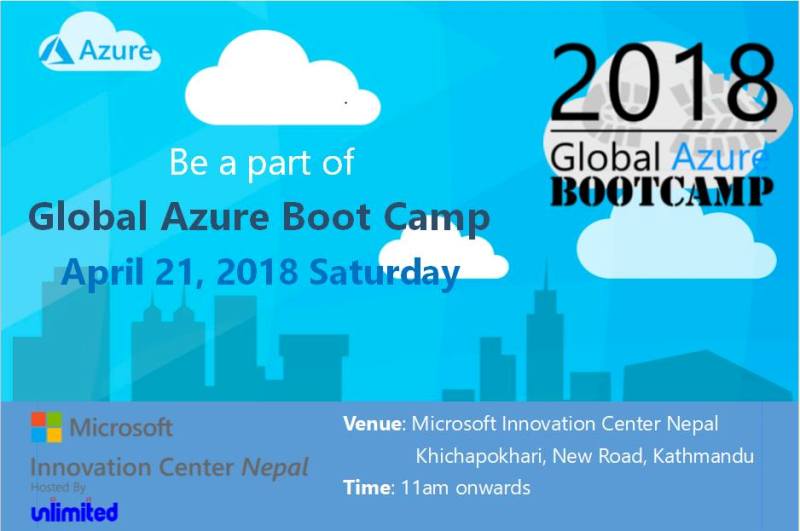 Azure
2018
Global Azure
BOOTCAMP
Be a part of
Global Azure Boot Camp
April 21, 2018 Saturday
Microsoft
Innovation Center Nepal
Hosted By
unlimited
Venue: Microsoft Innovation Center Nepal
Khichapokhari, New Road, Kathmandu
Time: 11am onwards